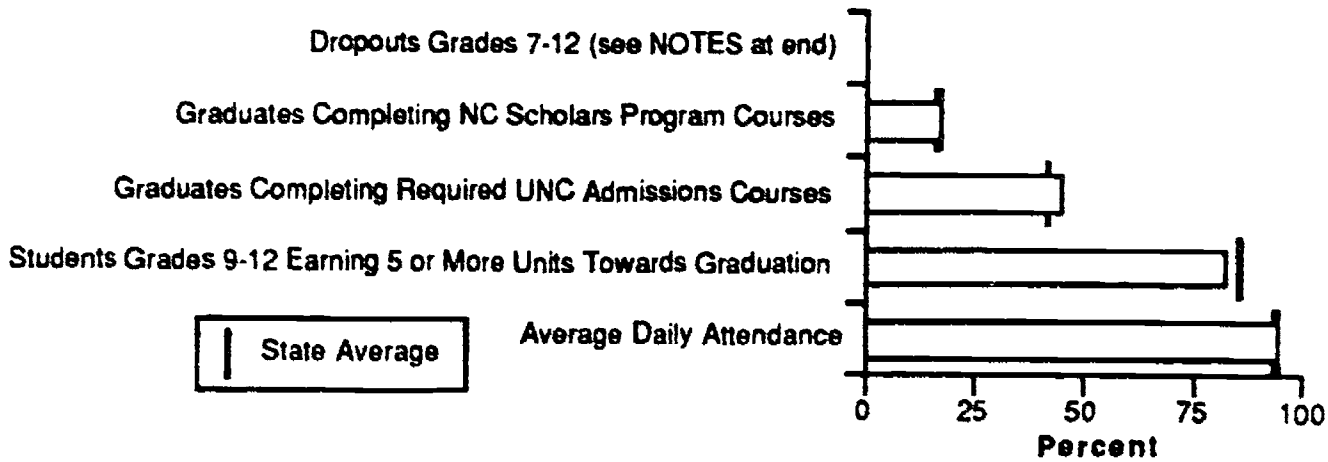 Dropouts Grades 7-12 (see NOTES at end)
Graduates Completing NC Scholars Program Courses
Graduates Completing Required UNC Admissions Courses
Students Grades 9-12 Earning 5 or More Units Towards Graduation
Average Daily Attendance
State Average
0 25 50 75 100
Percent